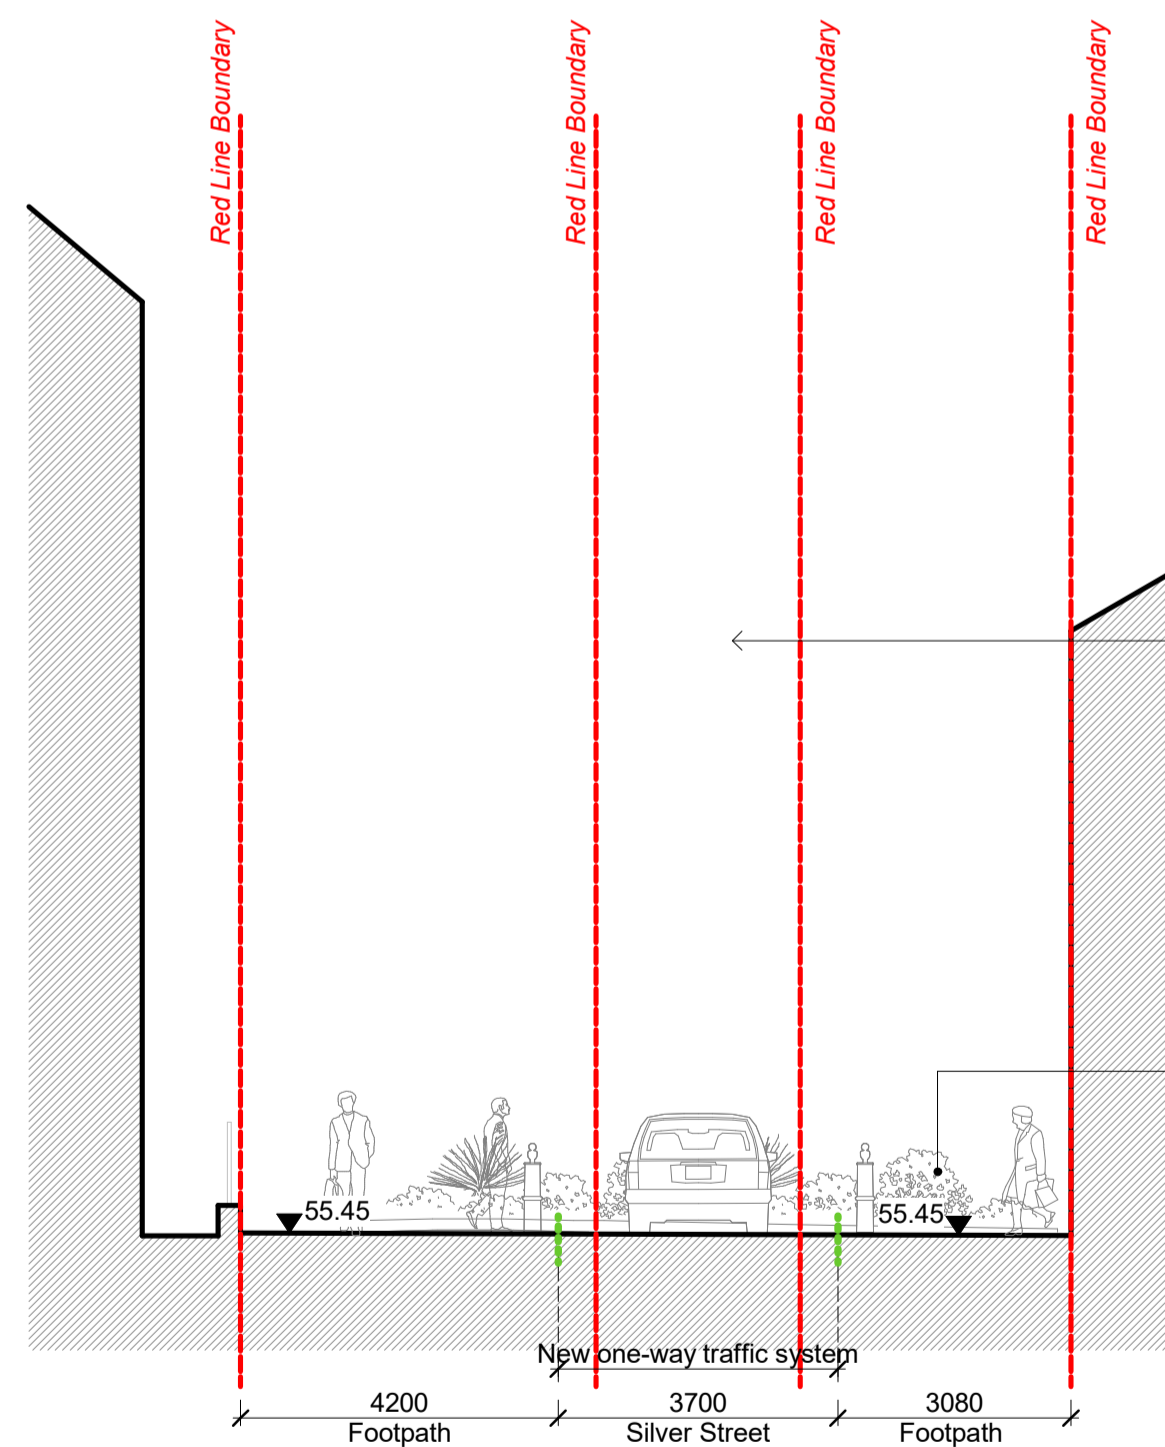 Red Line Boundary
Red Line Boundary
Red Line Boundary
Red Line Boundary
55.45
55.45
New one-way traffic system
4200
3700
3080
Footpath
Silver Street
Footpath